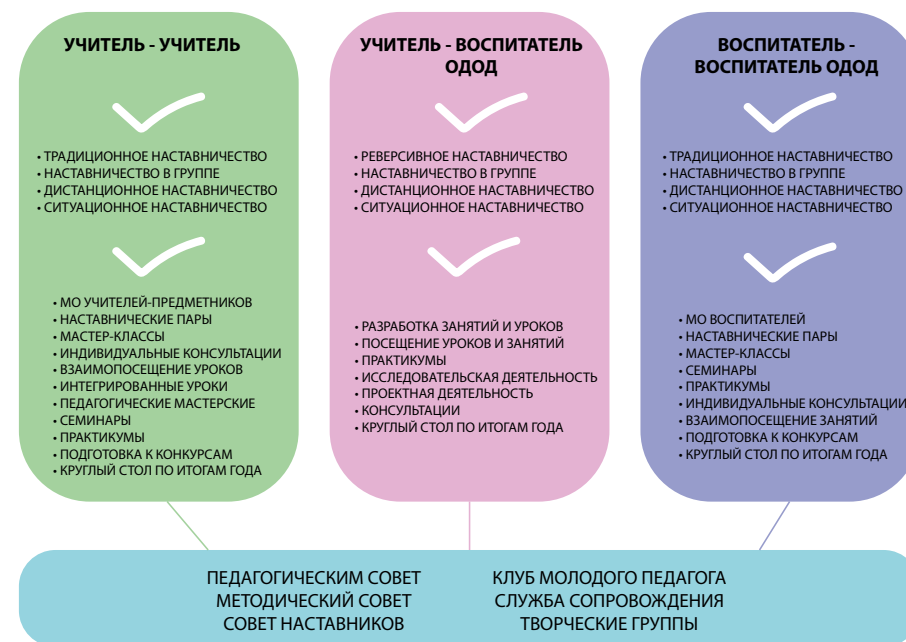 УЧИТЕЛЬ - УЧИТЕЛЬ
• ТРАДИЦИОННОЕ НАСТАВНИЧЕСТВО
• НАСТАВНИЧЕСТВО В ГРУППЕ
• ДИСТАНЦИОННОЕ НАСТАВНИЧЕСТВО
• СИТУАЦИОННОЕ НАСТАВНИЧЕСТВО
• МО УЧИТЕЛЕЙ-ПРЕДМЕТНИКОВ
• НАСТАВНИЧЕСКИЕ ПАРЫ
• МАСТЕР-КЛАССЫ
• ИНДИВИДУАЛЬНЫЕ КОНСУЛЬТАЦИИ
• ВЗАИМОПОСЕЩЕНИЕ УРОКОВ
• ИНТЕГРИРОВАННЫЕ УРОКИ
• ПЕДАГОГИЧЕСКИЕ МАСТЕРСКИЕ
• СЕМИНАРЫ
• ПРАКТИКУМЫ
• ПОДГОТОВКА К КОНКУРСАМ
• КРУГЛЫЙ СТОЛ ПО ИТОГАМ ГОДА
УЧИТЕЛЬ - ВОСПИТАТЕЛЬ
ОДОД
• РЕВЕРСИВНОЕ НАСТАВНИЧЕСТВО
• НАСТАВНИЧЕСТВО В ГРУППЕ
• ДИСТАНЦИОННОЕ НАСТАВНИЧЕСТВО
• СИТУАЦИОННОЕ НАСТАВНИЧЕСТВО
• РАЗРАБОТКА ЗАНЯТИЙ И УРОКОВ
• ПОСЕЩЕНИЕ УРОКОВ И ЗАНЯТИЙ
• ПРАКТИКУМЫ
• ИССЛЕДОВАТЕЛЬСКАЯ ДЕЯТЕЛЬНОСТЬ
• ПРОЕКТНАЯ ДЕЯТЕЛЬНОСТЬ
• КОНСУЛЬТАЦИИ
• КРУГЛЫЙ СТОЛ ПО ИТОГАМ ГОДА
ВОСПИТАТЕЛЬ -
ВОСПИТАТЕЛЬ ОДОД
• ТРАДИЦИОННОЕ НАСТАВНИЧЕСТВО
• НАСТАВНИЧЕСТВО В ГРУППЕ
• ДИСТАНЦИОННОЕ НАСТАВНИЧЕСТВО
• СИТУАЦИОННОЕ НАСТАВНИЧЕСТВО
• МО ВОСПИТАТЕЛЕЙ
• НАСТАВНИЧЕСКИЕ ПАРЫ
• МАСТЕР-КЛАССЫ
• СЕМИНАРЫ
• ПРАКТИКУМЫ
• ИНДИВИДУАЛЬНЫЕ КОНСУЛЬТАЦИИ
• ВЗАИМОПОСЕЩЕНИЕ ЗАНЯТИЙ
• ПОДГОТОВКА К КОНКУРСАМ
• КРУГЛЫЙ СТОЛ ПО ИТОГАМ ГОДА
ПЕДАГОГИЧЕСКИМ СОВЕТ
МЕТОДИЧЕСКИЙ СОВЕТ
СОВЕТ НАСТАВНИКОВ
КЛУБ МОЛОДОГО ПЕДАГОГА
СЛУЖБА СОПРОВОЖДЕНИЯ
ТВОРЧЕСКИЕ ГРУППЫ